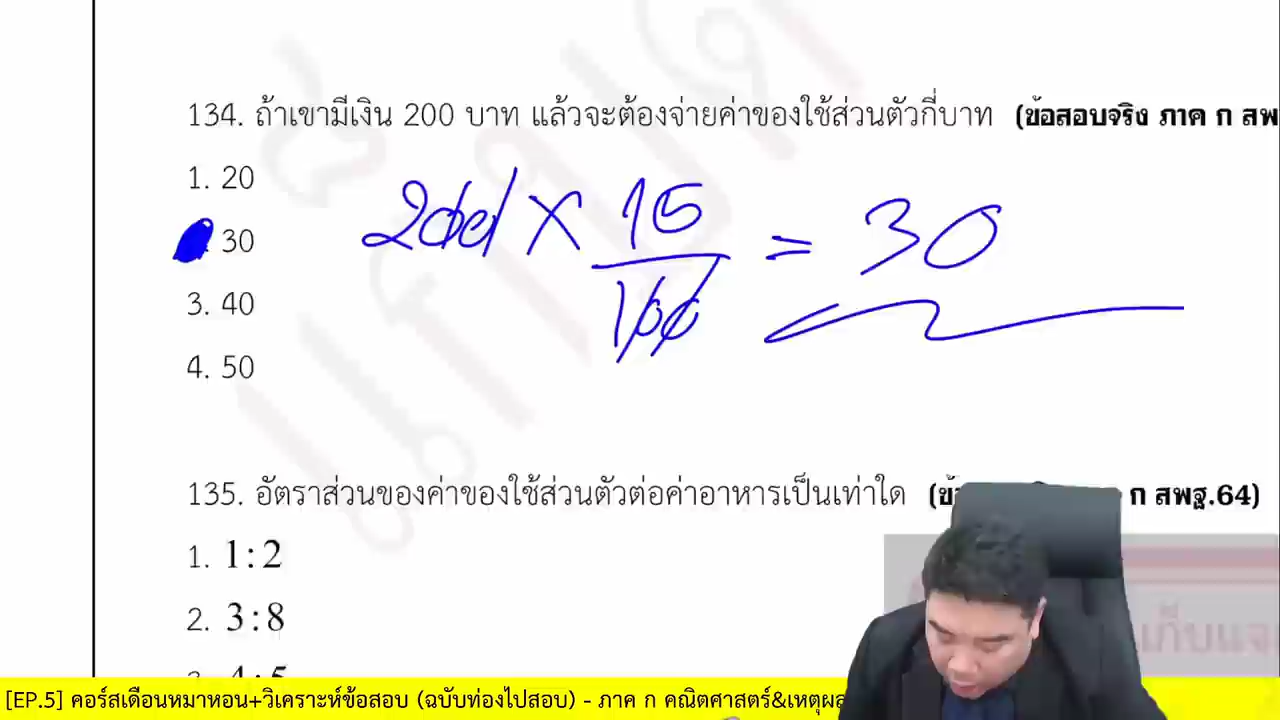 134. ถ้าเขามีเงิน 200 บาท แล้วจะต้องจ่ายค่าของใช้ส่วนตัวกี่บาท (ข้อสอบจริง ภาค ก สพ
1. 20
200 × 15/100 = 30
30
3. 40
4. 50
135. อัตราส่วนของค่าของใช้ส่วนตัวต่อค่าอาหารเป็นเท่าใด ก สพฐ.64)
1. 1:2
2. 3:8
[EP.5] คอร์สเดือนหมาหอน+วิเคราะห์ข้อสอบ (ฉบับท่องไปสอบ) - ภาค ก คณิตศาสตร์&เหตุผล